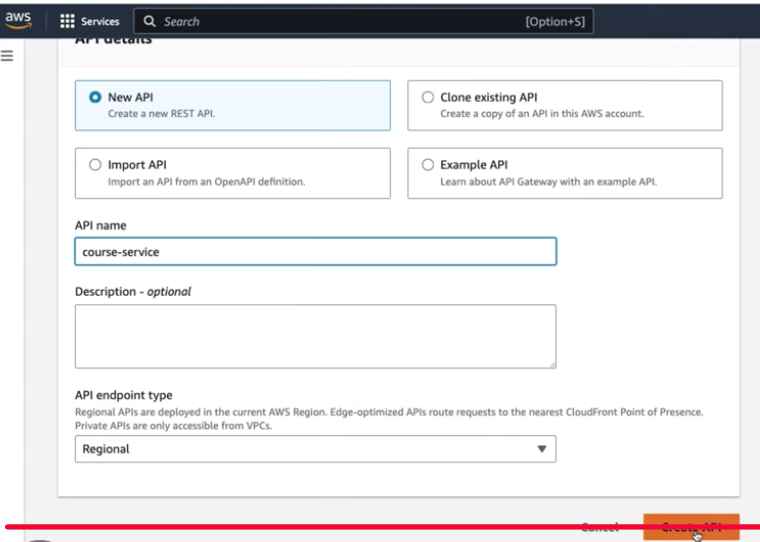 aws
Services
Search
[Option+S]
API details
New API
Create a new REST API.
Clone existing API
Create a copy of an API in this AWS account.
Import API
Import an API from an OpenAPI definition.
Example API
Learn about API Gateway with an example API.
API name
course-service
Description - optional
API endpoint type
Regional APIs are deployed in the current AWS Region. Edge-optimized APIs route requests to the nearest CloudFront Point of Presence.
Private APIs are only accessible from VPCs.
Regional
Cancel
Create API